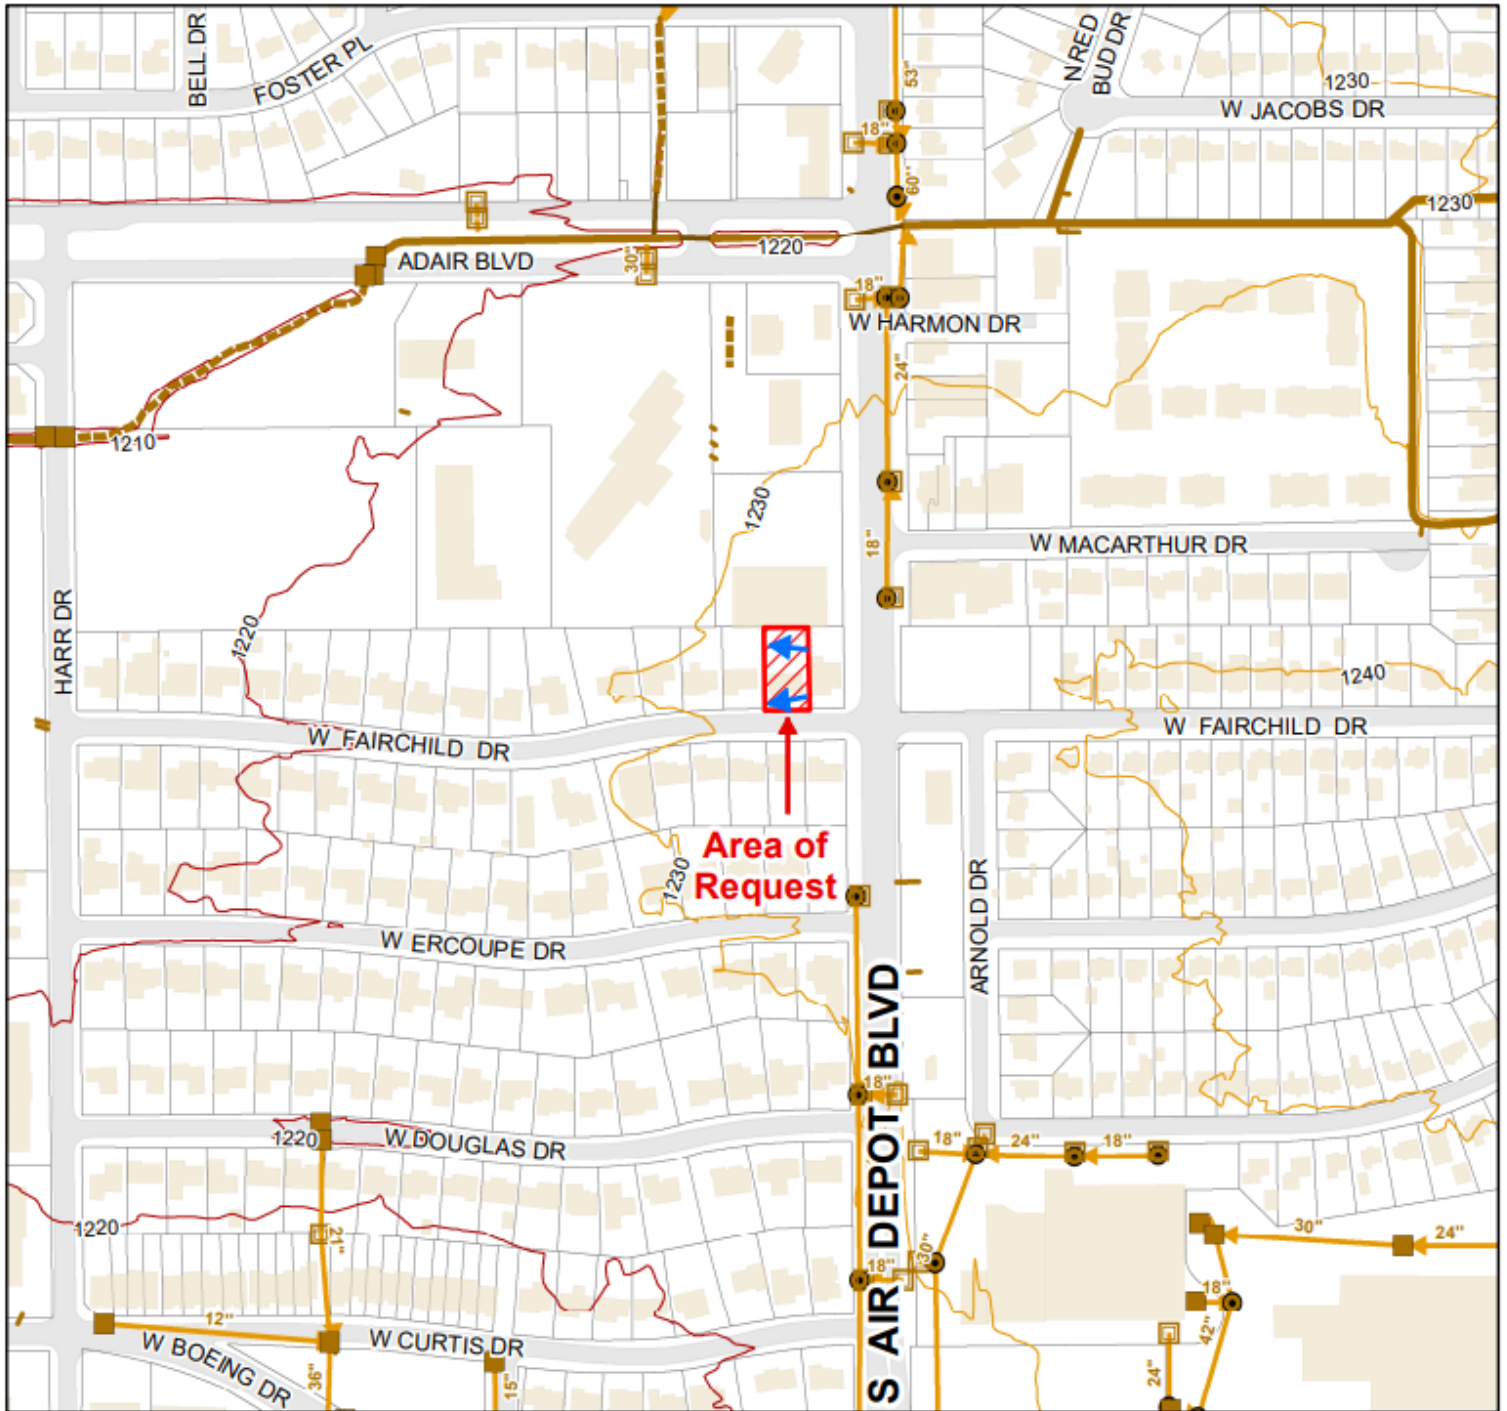 BELL DR
FOSTER PL
53"
N RED
BUD DR
1230
W JACOBS DR
18"
60"
1230
1220
30"
ADAIR BLVD
18"
W HARMON DR
24"
1210
1230
18"
W MACARTHUR DR
HARR DR
1220
1240
W FAIRCHILD DR
W FAIRCHILD DR
Area of
Request
1230
ARNOLD DR
W ERCOUPE DR
S AIR DEPOT BLVD
18"
1220
W DOUGLAS DR
18"
24"
18"
1220
21"
30"
18"
30"
24"
18"
42"
12"
W CURTIS DR
W BOEING DR
36"
15"
24"